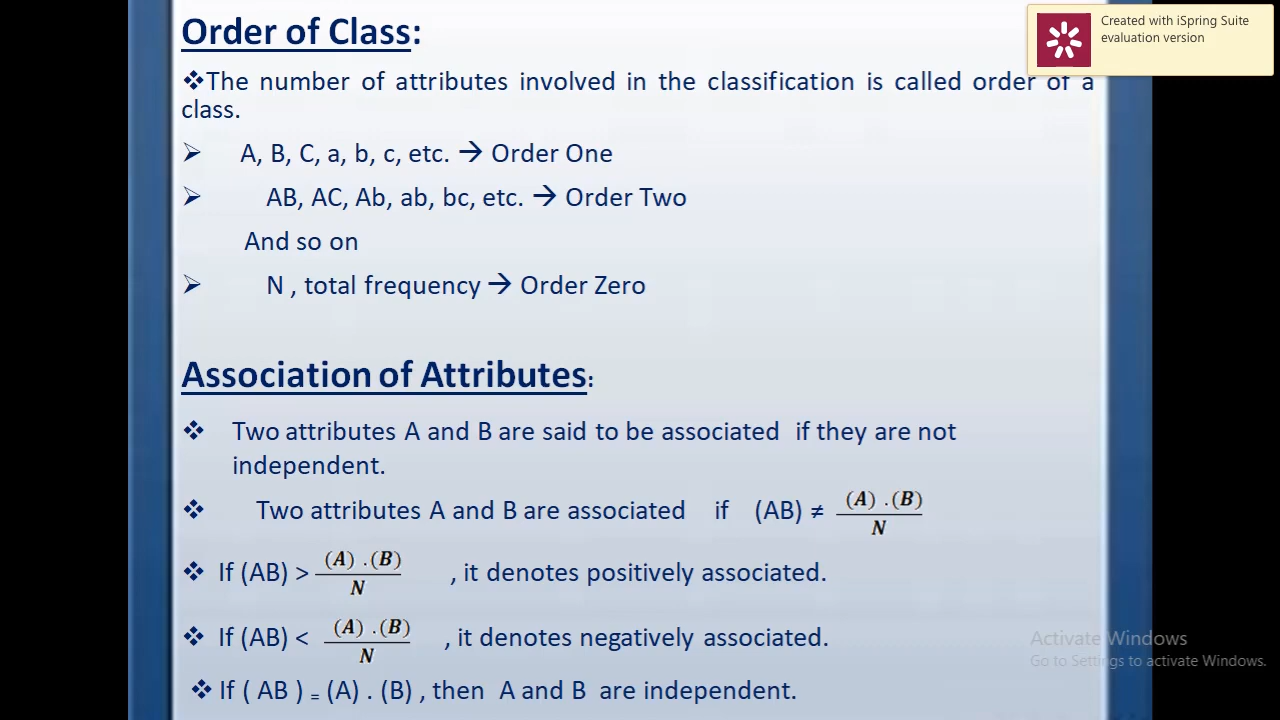 Order of Class:
Created with iSpring Suite
evaluation version
❖The number of attributes involved in the classification is called order of a
class.
➢ A, B, C, a, b, c, etc. → Order One
➢ AB, AC, Ab, ab, bc, etc. → Order Two
And so on
➢ N , total frequency → Order Zero
Association of Attributes:
❖ Two attributes A and B are said to be associated if they are not
independent.
❖ Two attributes A and B are associated if (AB) ≠ (A) .(B) / N
❖ If (AB) > (A) .(B) / N , it denotes positively associated.
❖ If (AB) < (A) .(B) / N , it denotes negatively associated.
Activate Windows
Go to Settings to activate Windows.
❖ If ( AB ) = (A) . (B) , then A and B are independent.